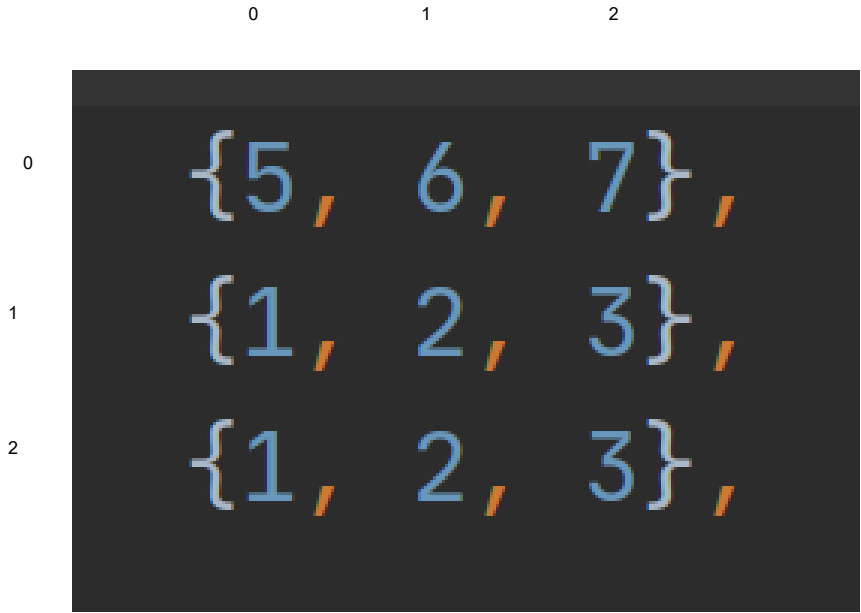 0 1 2
0 {5, 6, 7},
1 {1, 2, 3},
2 {1, 2, 3},